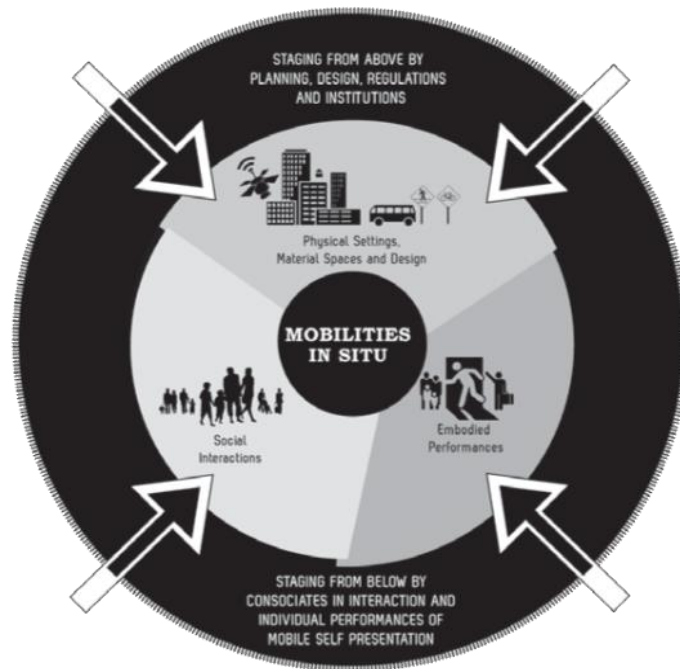 STAGING FROM ABOVE BY
PLANNING, DESIGN, REGULATIONS
AND INSTITUTIONS
Physical Settings,
Material Spaces and Design
MOBILITIES
IN SITU
Social
Interactions
Embodied
Performances
STAGING FROM BELOW BY
CONSOCIATES IN INTERACTION AND
INDIVIDUAL PERFORMANCES OF
MOBILE SELF PRESENTATION